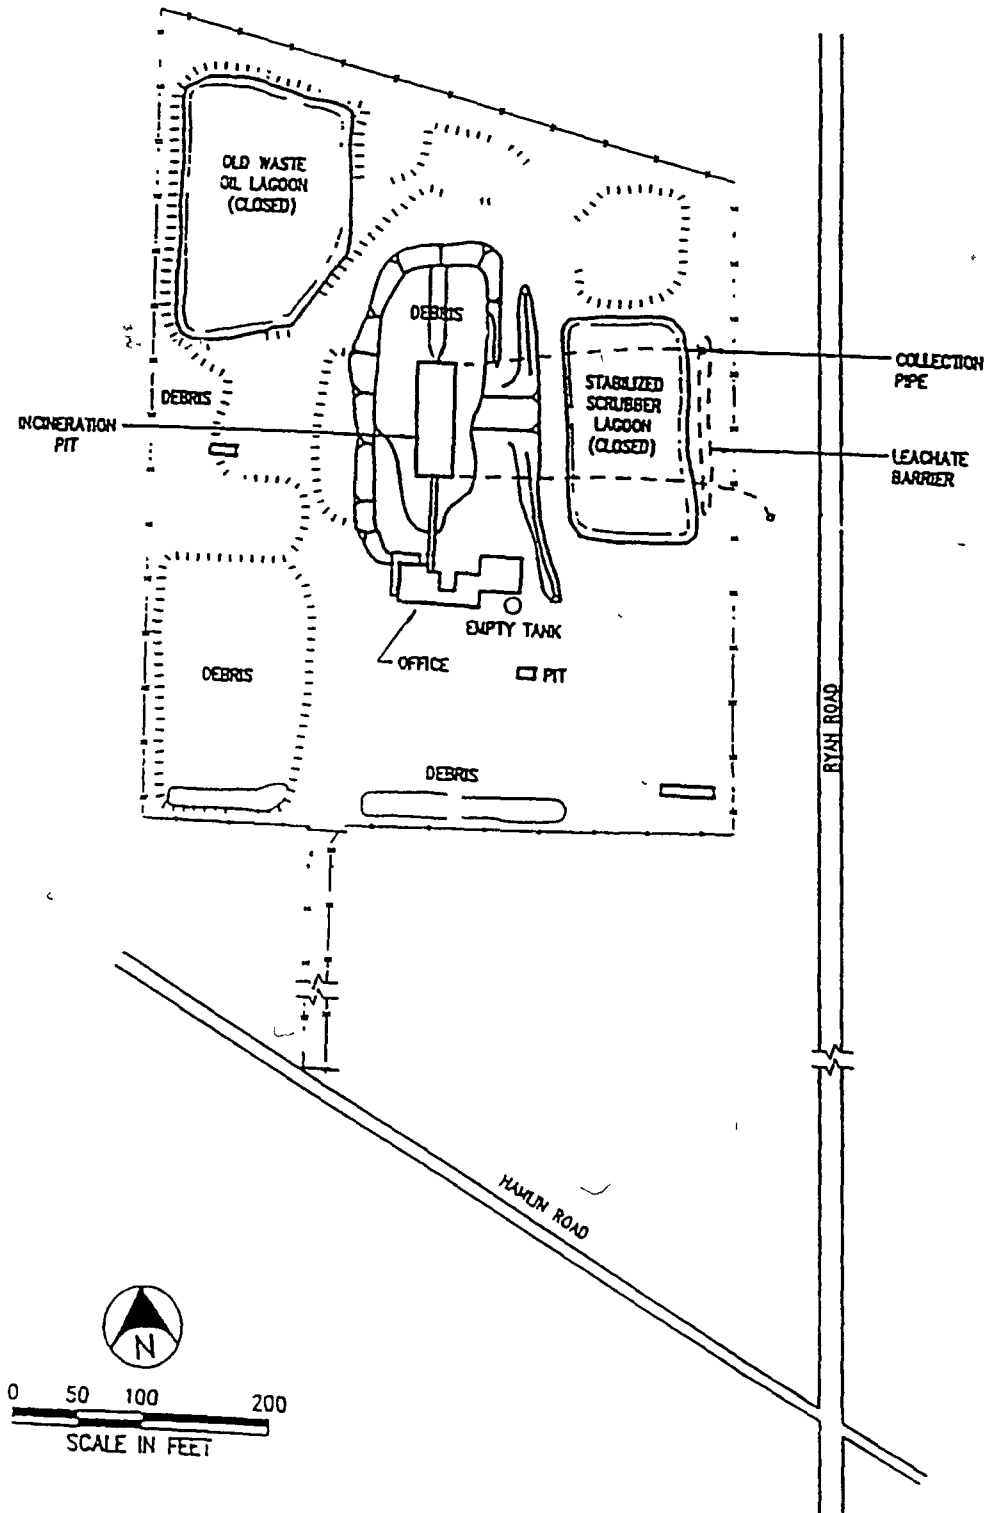 OLD WASTE
OIL LAGOON
(CLOSED)
DEBRIS
COLLECTION
PIPE
STABILIZED
SCRUBBER
LAGOON
(CLOSED)
DEBRIS
INCINERATION
PIT
LEACHATE
BARRIER
EMPTY TANK
OFFICE
PIT
DEBRIS
RYAN ROAD
DEBRIS
HAMLIN ROAD
N
0 50 100 200
SCALE IN FEET